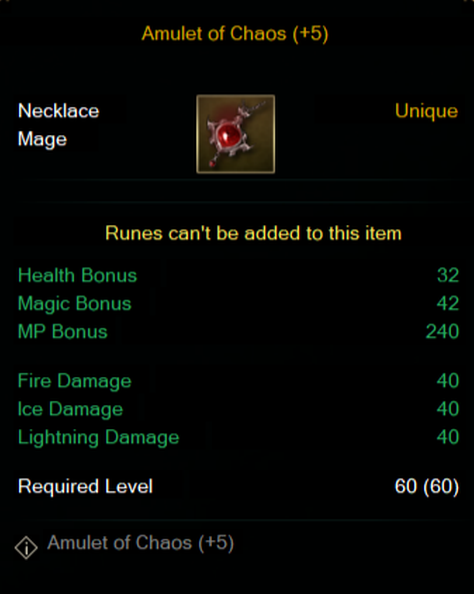 Amulet of Chaos (+5)
Necklace
Unique
Mage
Runes can't be added to this item
Health Bonus 32
Magic Bonus 42
MP Bonus 240
Fire Damage 40
Ice Damage 40
Lightning Damage 40
Required Level 60 (60)
Amulet of Chaos (+5)